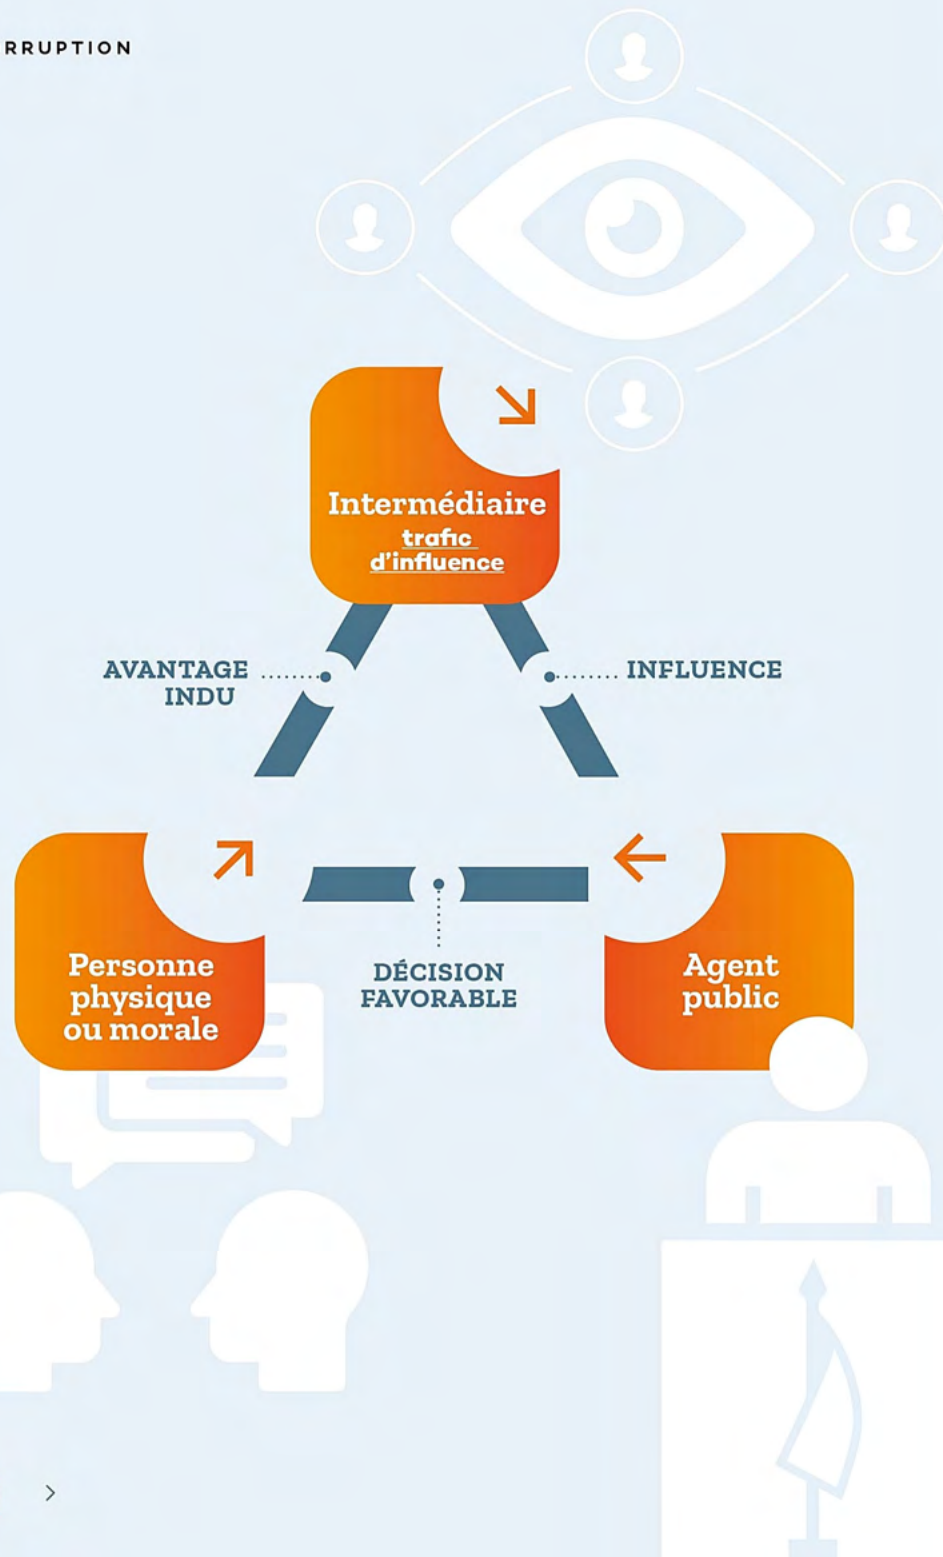 RRUPTION
Intermédiaire
trafic
d'influence
AVANTAGE
INDU
INFLUENCE
DÉCISION
FAVORABLE
Personne
physique
ou morale
Agent
public